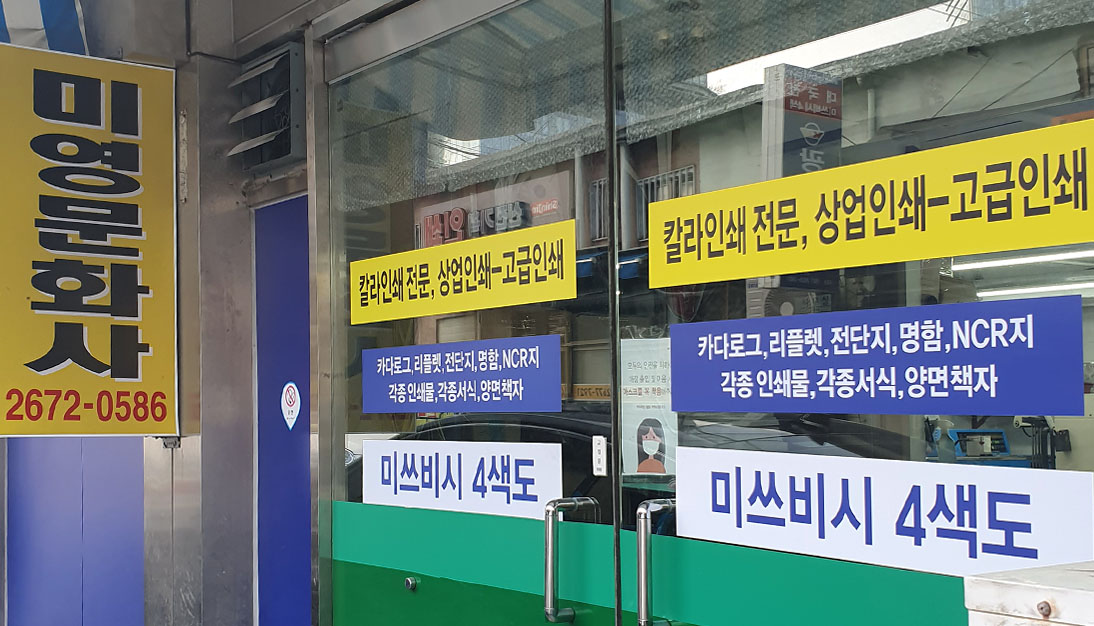 미영문화사
2672-0586
칼라인쇄 전문, 상업인쇄-고급인쇄
카다로그,리플렛,전단지,명함,NCR지
각종 인쇄물,각종서식,양면책자
미쓰비시 4색도
칼라인쇄 전문, 상업인쇄-고급인쇄
카다로그,리플렛,전단지,명함,NCR지
각종 인쇄물,각종서식,양면책자
미쓰비시 4색도